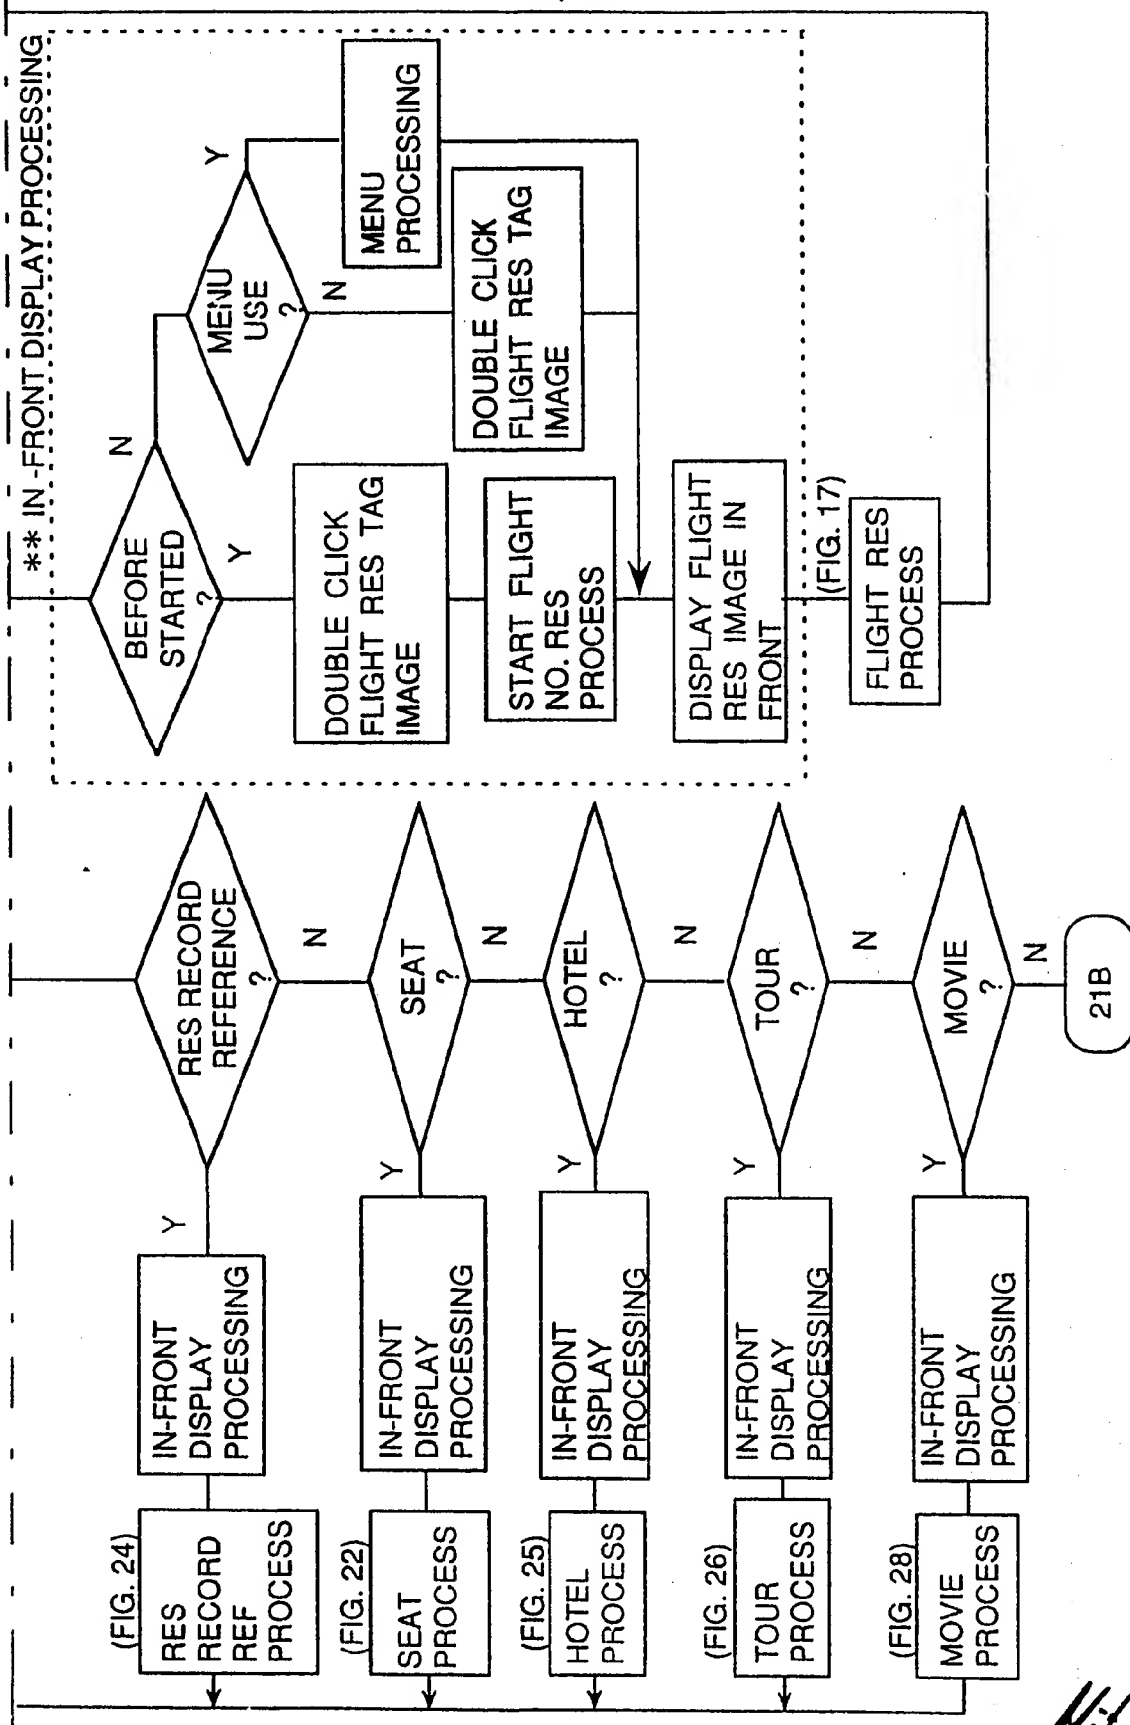 ** IN -FRONT DISPLAY PROCESSING
BEFORE
STARTED
?
N
Y
MENU
USE
?
Y
N
MENU
PROCESSING
DOUBLE CLICK
FLIGHT RES TAG
IMAGE
DOUBLE CLICK
FLIGHT RES TAG
IMAGE
START FLIGHT
NO. RES
PROCESS
DISPLAY FLIGHT
RES IMAGE IN
FRONT
(FIG. 17)
FLIGHT RES
PROCESS
RES RECORD
REFERENCE
?
Y
N
IN-FRONT
DISPLAY
PROCESSING
(FIG. 24)
RES
RECORD
REF
PROCESS
SEAT
?
Y
N
IN-FRONT
DISPLAY
PROCESSING
(FIG. 22)
SEAT
PROCESS
HOTEL
?
Y
N
IN-FRONT
DISPLAY
PROCESSING
(FIG. 25)
HOTEL
PROCESS
TOUR
?
Y
N
IN-FRONT
DISPLAY
PROCESSING
(FIG. 26)
TOUR
PROCESS
MOVIE
?
Y
N
IN-FRONT
DISPLAY
PROCESSING
(FIG. 28)
MOVIE
PROCESS
21B